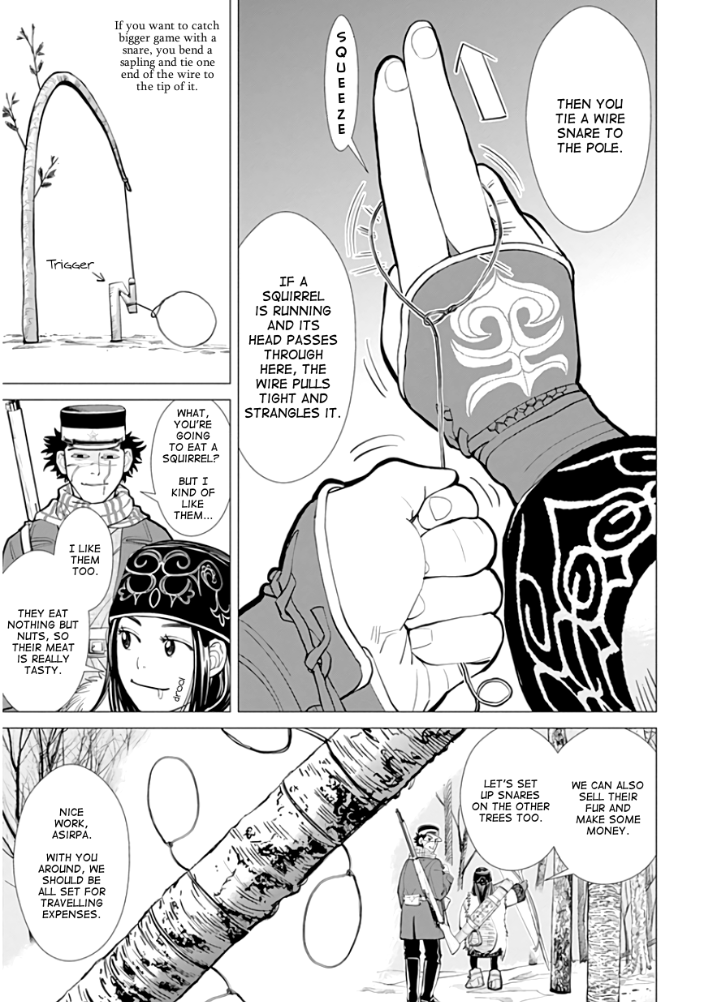 THEN YOU
TIE A WIRE
SNARE TO
THE POLE.
SQUEEZE
IF A
SQUIRREL
IS RUNNING
AND ITS
HEAD PASSES
THROUGH
HERE, THE
WIRE PULLS
TIGHT AND
STRANGLES IT.
If you want to catch
bigger game with a
snare, you bend a
sapling and tie one
end of the wire to
the tip of it.
Trigger
WHAT,
YOU'RE
GOING
TO EAT A
SQUIRREL?
BUT I
KIND OF
LIKE
THEM...
I LIKE
THEM
TOO.
THEY EAT
NOTHING BUT
NUTS, SO
THEIR MEAT
IS REALLY
TASTY.
drool
WE CAN ALSO
SELL THEIR
FUR AND
MAKE SOME
MONEY.
LET'S SET
UP SNARES
ON THE OTHER
TREES TOO.
NICE
WORK,
ASIRPA.
WITH YOU
AROUND, WE
SHOULD BE
ALL SET FOR
TRAVELLING
EXPENSES.